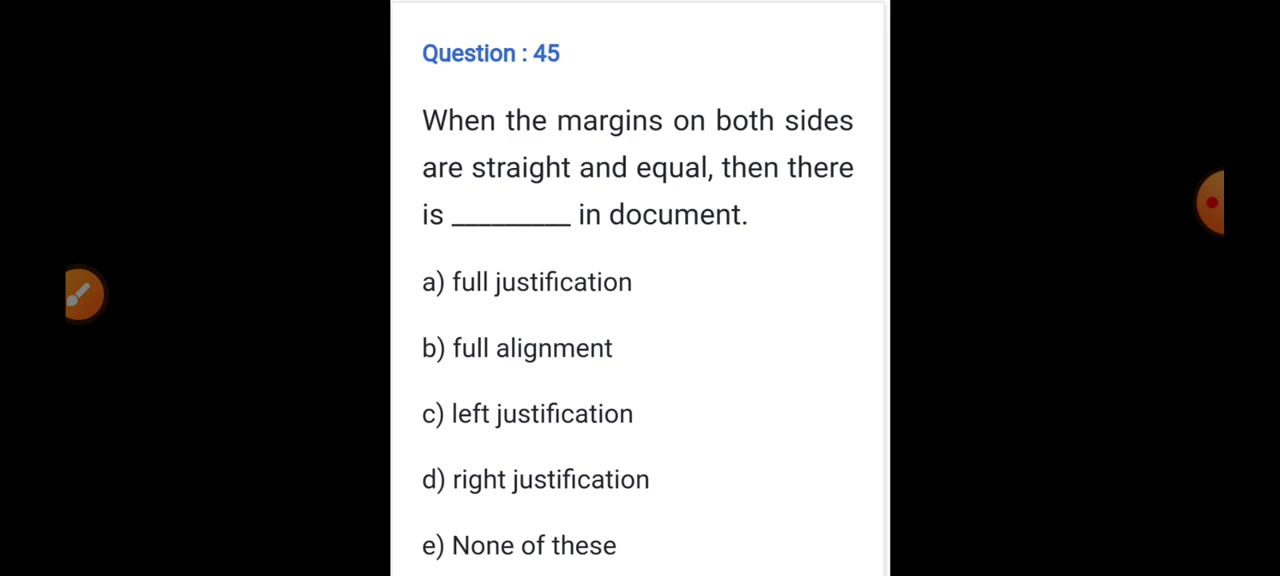 Question : 45
When the margins on both sides
are straight and equal, then there
is _________ in document.
a) full justification
b) full alignment
c) left justification
d) right justification
e) None of these